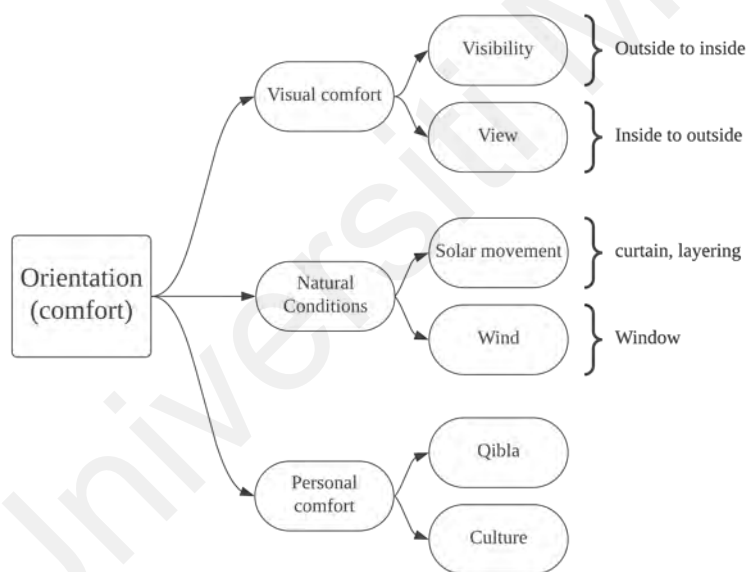 Visibility
Outside to inside
Visual comfort
View
Inside to outside
Orientation
(comfort)
Solar movement
curtain, layering
Natural
Conditions
Wind
Window
Qibla
Personal
comfort
Culture